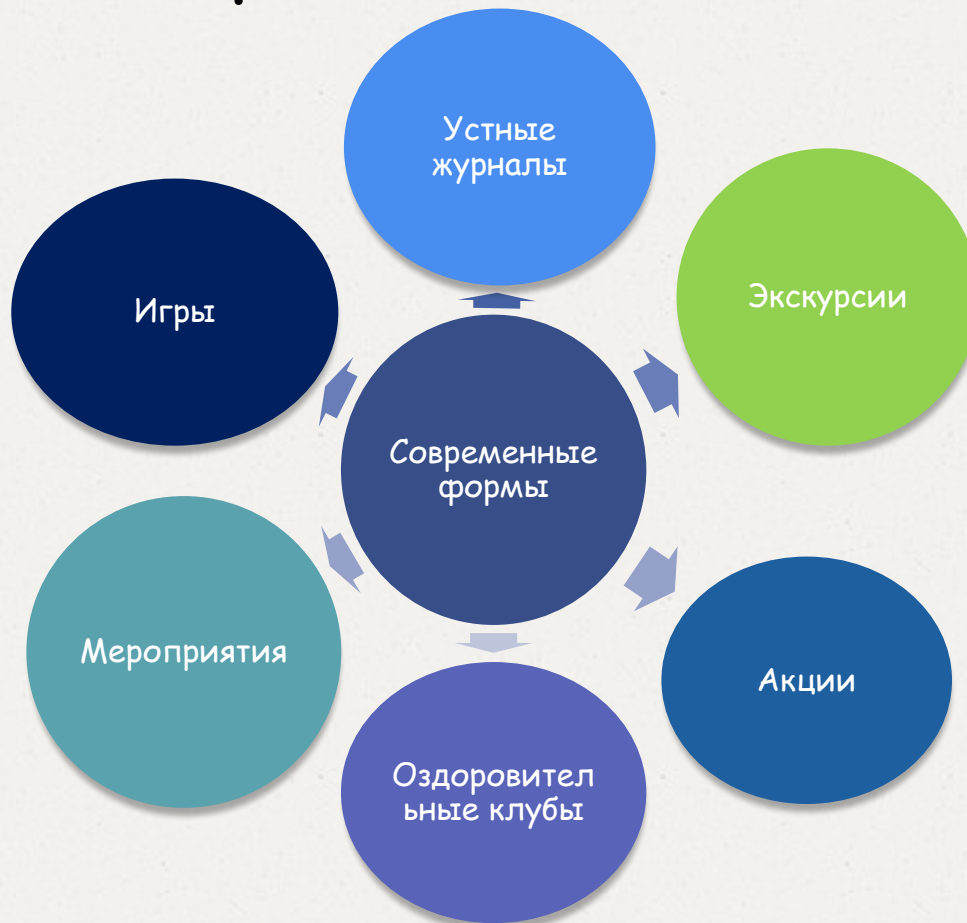 Устные
журналы
Экскурсии
Игры
Современные
формы
Мероприятия
Акции
Оздоровител
ьные клубы